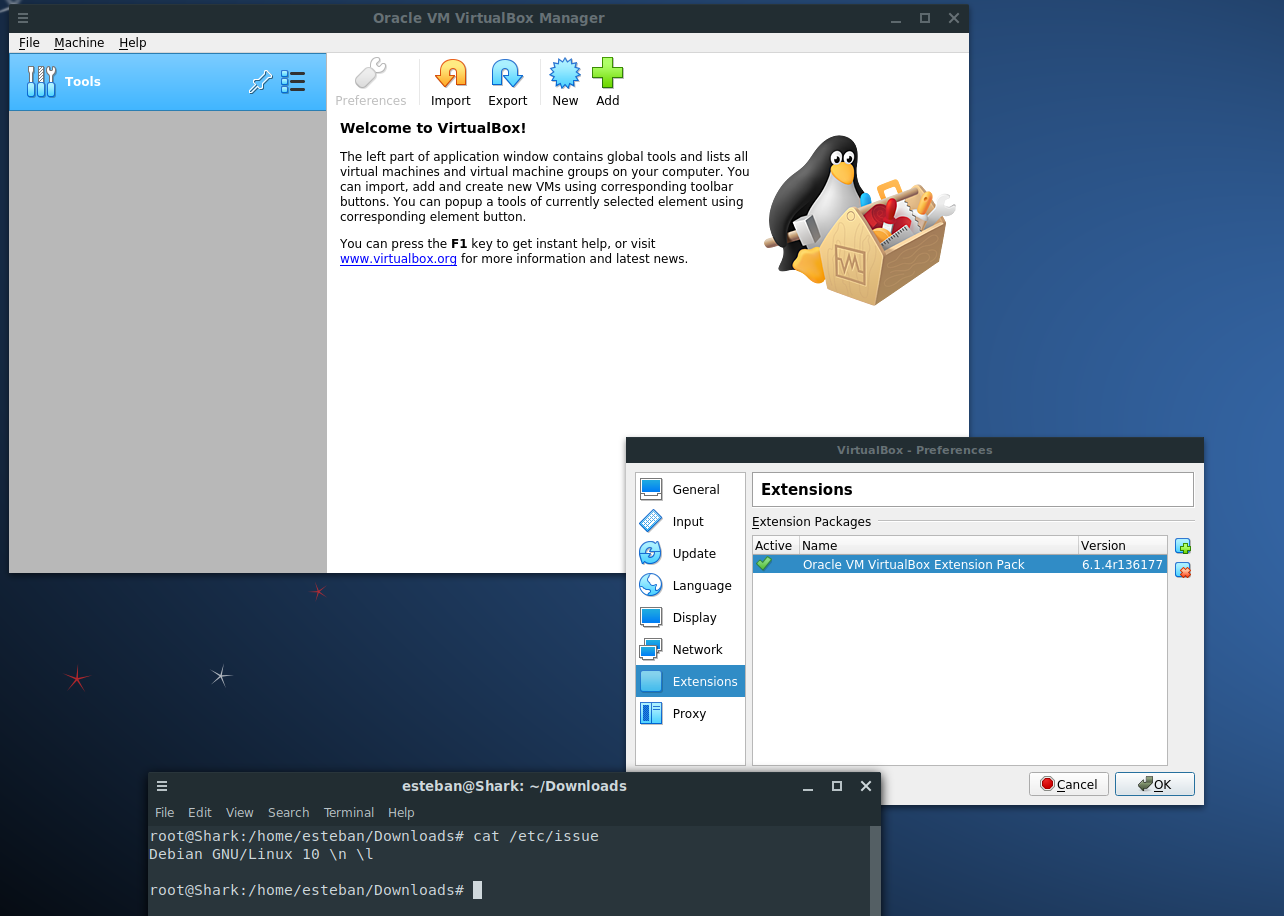 Oracle VM VirtualBox Manager
File Machine Help
Tools
Preferences Import Export New Add
Welcome to VirtualBox!
The left part of application window contains global tools and lists all
virtual machines and virtual machine groups on your computer. You
can import, add and create new VMs using corresponding toolbar
buttons. You can popup a tools of currently selected element using
corresponding element button.
You can press the F1 key to get instant help, or visit
www.virtualbox.org for more information and latest news.
VirtualBox - Preferences
General
Input
Update
Language
Display
Network
Extensions
Proxy
Extensions
Extension Packages
Active Name Version
Oracle VM VirtualBox Extension Pack 6.1.4r136177
Cancel OK
esteban@Shark: ~/Downloads
File Edit View Search Terminal Help
root@Shark:/home/esteban/Downloads# cat /etc/issue
Debian GNU/Linux 10 \n \l
root@Shark:/home/esteban/Downloads#